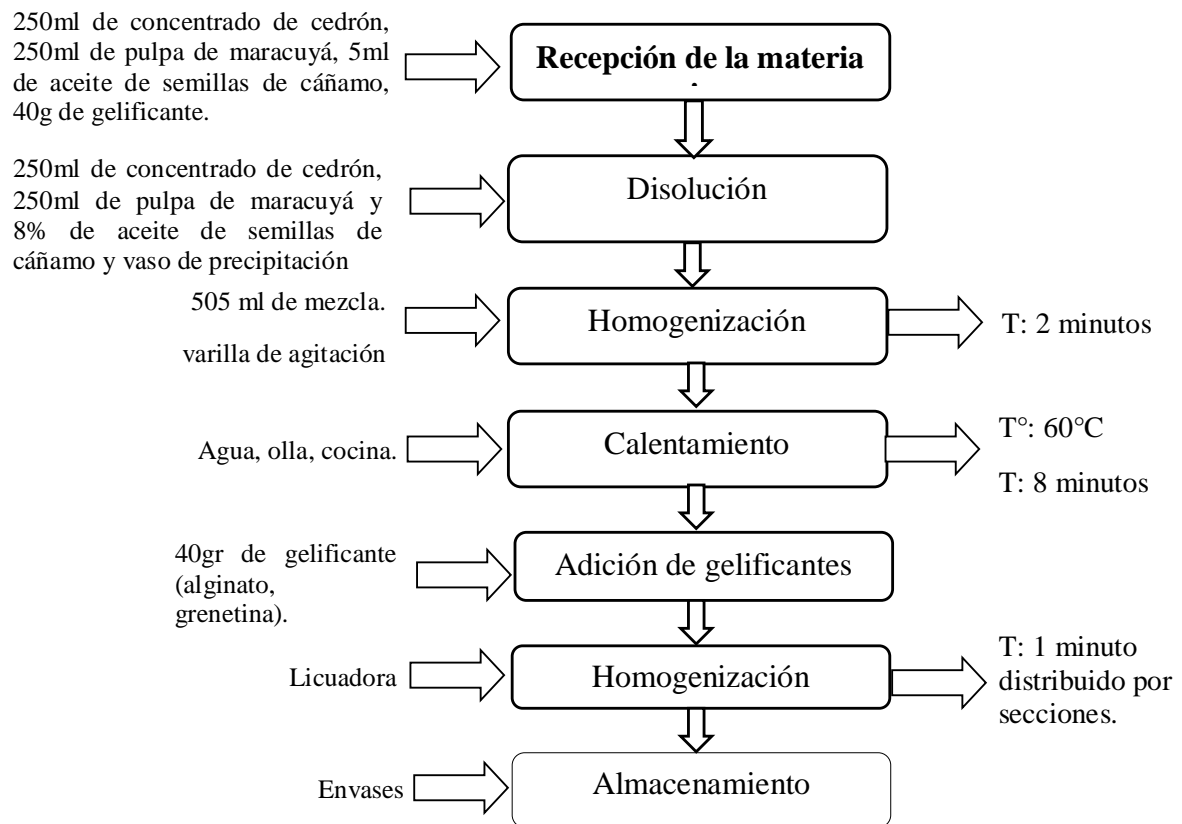 250ml de concentrado de cedrón,
250ml de pulpa de maracuyá, 5ml
de aceite de semillas de cáñamo,
40g de gelificante.
Recepción de la materia
250ml de concentrado de cedrón,
250ml de pulpa de maracuyá y
8% de aceite de semillas de
cáñamo y vaso de precipitación
Disolución
505 ml de mezcla.
varilla de agitación
Homogenización
T: 2 minutos
Agua, olla, cocina.
Calentamiento
T°: 60°C
T: 8 minutos
40gr de gelificante
(alginato,
grenetina).
Adición de gelificantes
Licuadora
Homogenización
T: 1 minuto
distribuido por
secciones.
Envases
Almacenamiento